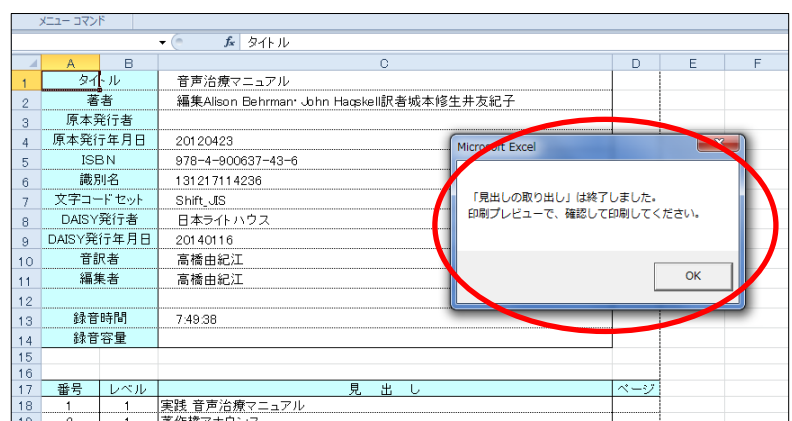 メニュー コマンド
fx タイトル
A B C D E F
1 タイトル 音声治療マニュアル
2 著者 編集Alison Behrman・John Haqskell訳者城本修生井友紀子
3 原本発行者
4 原本発行年月日 20120423
5 ISBN 978-4-900637-43-6
6 識別名 131217114236
7 文字コードセット Shift_JIS
8 DAISY発行者 日本ライトハウス
9 DAISY発行年月日 20140116
10 音訳者 高橋由紀江
11 編集者 高橋由紀江
12
13 録音時間 7:49:38
14 録音容量
15
16
17 番号 レベル 見 出 し ページ
18 1 1 実践 音声治療マニュアル
Microsoft Excel
「見出しの取り出し」は終了しました。
印刷プレビューで、確認して印刷してください。
OK